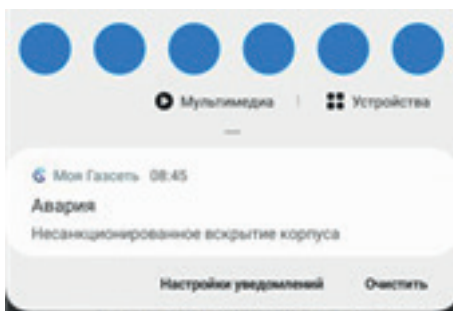 Мультимедиа | Устройства
Моя Газсеть 08:45
Авария
Несанкционированное вскрытие корпуса
Настройки уведомлений Очистить